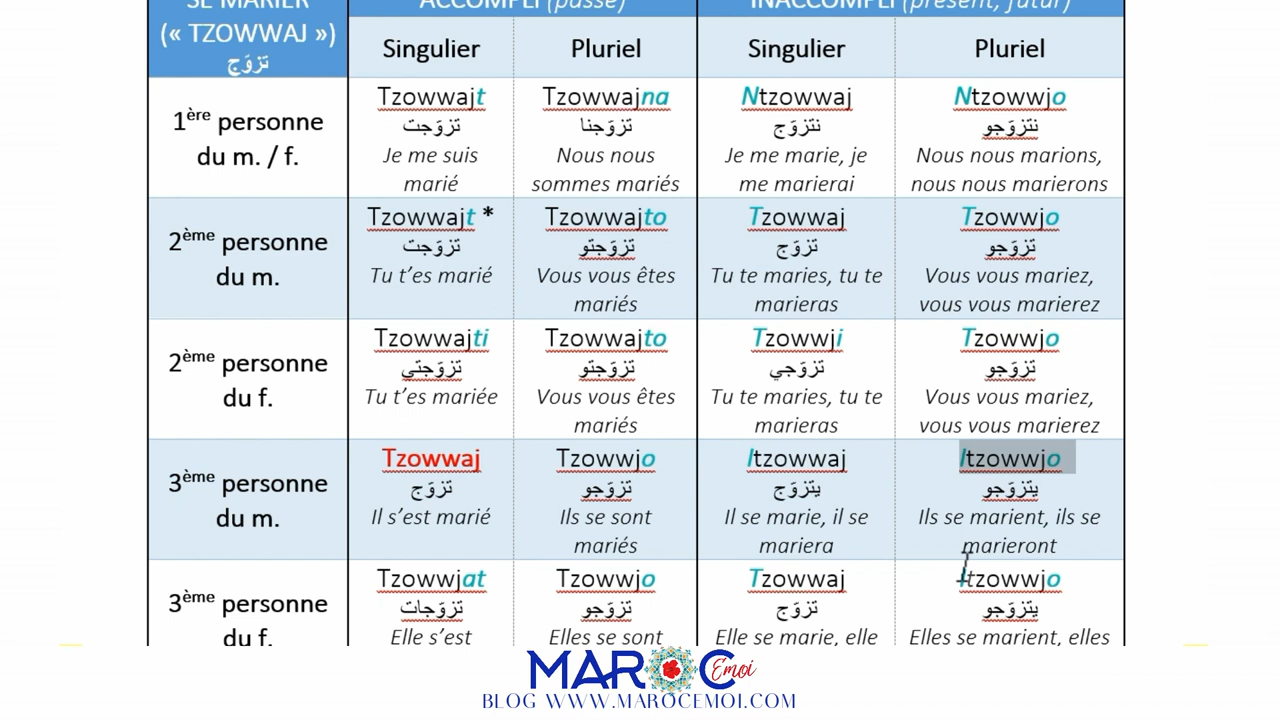 SE MARIER
(« TZOWWAJ »)
تزوّج
ACCOMPLI (passé)
INACCOMPLI (présent, futur)
Singulier
Pluriel
Singulier
Pluriel
1ère personne
du m. / f.
Tzowwajt
تزوّجت
Je me suis
marié
Tzowwajna
تزوّجنا
Nous nous
sommes mariés
Ntzowwaj
نتزوّج
Je me marie, je
me marierai
Ntzowwjo
نتزوّجو
Nous nous marions,
nous nous marierons
2ème personne
du m.
Tzowwajt *
تزوّجت
Tu t’es marié
Tzowwajto
تزوّجتو
Vous vous êtes
mariés
Tzowwaj
تزوّج
Tu te maries, tu te
marieras
Tzowwjo
تزوّجو
Vous vous mariez,
vous vous marierez
2ème personne
du f.
Tzowwajti
تزوّجتي
Tu t’es mariée
Tzowwajto
تزوّجتو
Vous vous êtes
mariés
Tzowwji
تزوّجي
Tu te maries, tu te
marieras
Tzowwjo
تزوّجو
Vous vous mariez,
vous vous marierez
3ème personne
du m.
Tzowwaj
تزوّج
Il s’est marié
Tzowwjo
تزوّجو
Ils se sont
mariés
Itzowwaj
يتزوّج
Il se marie, il se
mariera
Itzowwjo
يتزوّجو
Ils se marient, ils se
marieront
3ème personne
du f.
Tzowwjat
تزوّجات
Elle s’est
Tzowwjo
تزوّجو
Elles se sont
Tzowwaj
تزوّج
Elle se marie, elle
Itzowwjo
يتزوّجو
Elles se marient, elles
MAROC Emoi
BLOG WWW.MAROCEMOI.COM